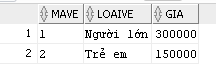 MAVE LOAIVE GIA
1 1 Người lớn 300000
2 2 Trẻ em 150000